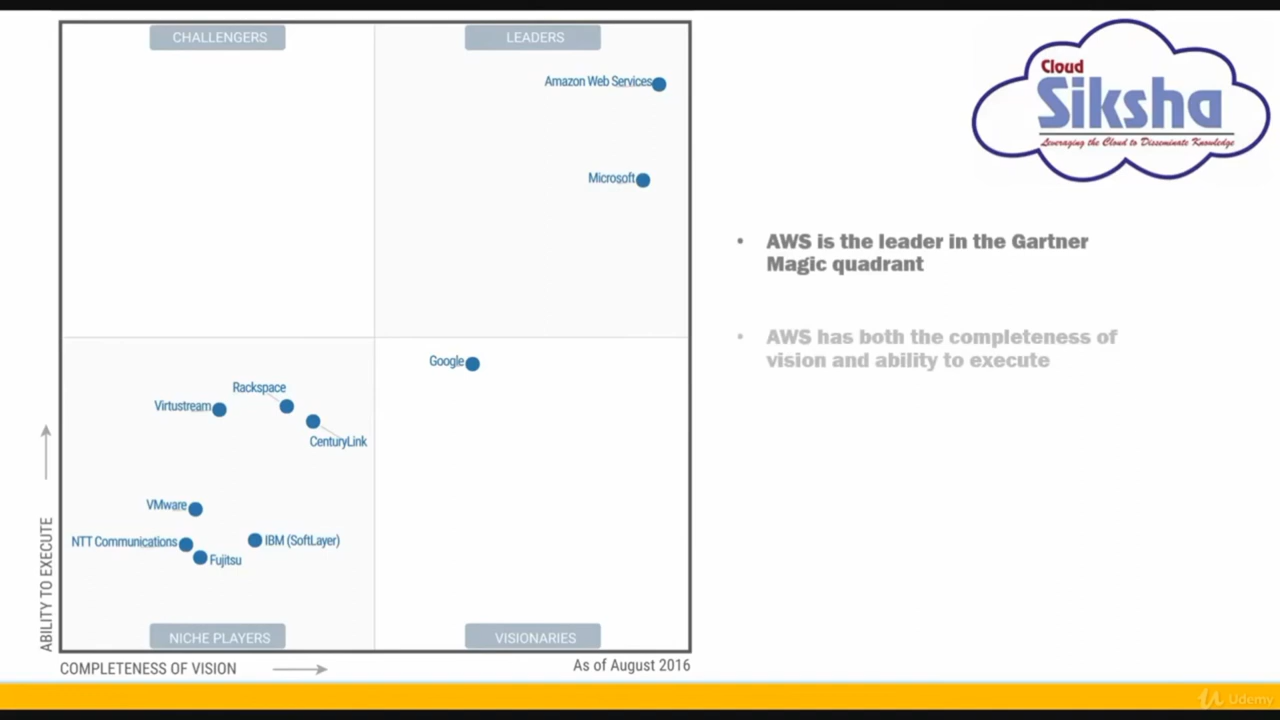 CHALLENGERS
LEADERS
Amazon Web Services
Microsoft
Google
Rackspace
Virtustream
CenturyLink
VMware
NTT Communications
IBM (SoftLayer)
Fujitsu
NICHE PLAYERS
VISIONARIES
ABILITY TO EXECUTE
COMPLETENESS OF VISION
As of August 2016
Cloud
Siksha
Leveraging the Cloud to Disseminate Knowledge
• AWS is the leader in the Gartner
Magic quadrant
• AWS has both the completeness of
vision and ability to execute
Udemy